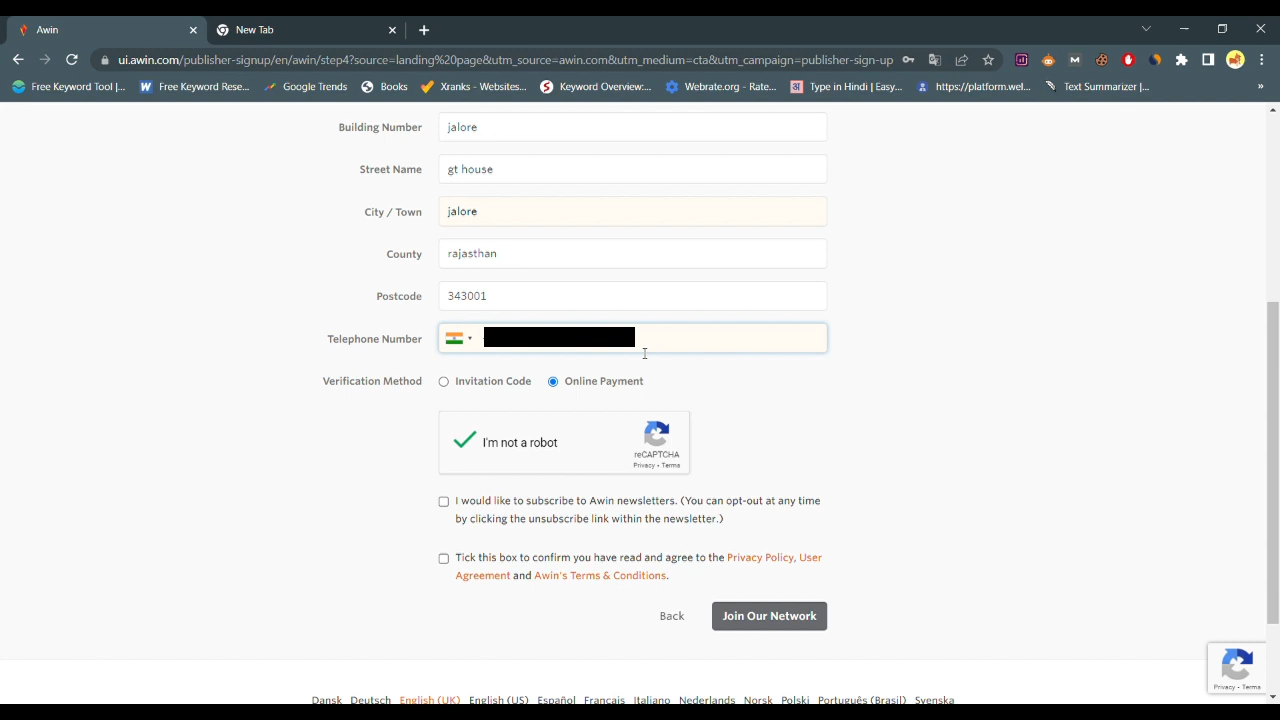 Awin
New Tab
ui.awin.com/publisher-signup/en/awin/step4?source=landing%20page&utm_source=awin.com&utm_medium=cta&utm_campaign=publisher-sign-up
Free Keyword Tool |... Free Keyword Rese... Google Trends Books Xranks - Websites... Keyword Overview:... Webrate.org - Rate... Type in Hindi | Easy... https://platform.wel... Text Summarizer |... »
Building Number jalore
Street Name gt house
City / Town jalore
County rajasthan
Postcode 343001
Telephone Number
Verification Method Invitation Code Online Payment
I'm not a robot
reCAPTCHA
Privacy - Terms
I would like to subscribe to Awin newsletters. (You can opt-out at any time
by clicking the unsubscribe link within the newsletter.)
Tick this box to confirm you have read and agree to the Privacy Policy, User
Agreement and Awin's Terms & Conditions.
Back Join Our Network
Privacy - Terms
Dansk Deutsch English (UK) English (US) Español Français Italiano Nederlands Norsk Polski Português (Brasil) Svenska